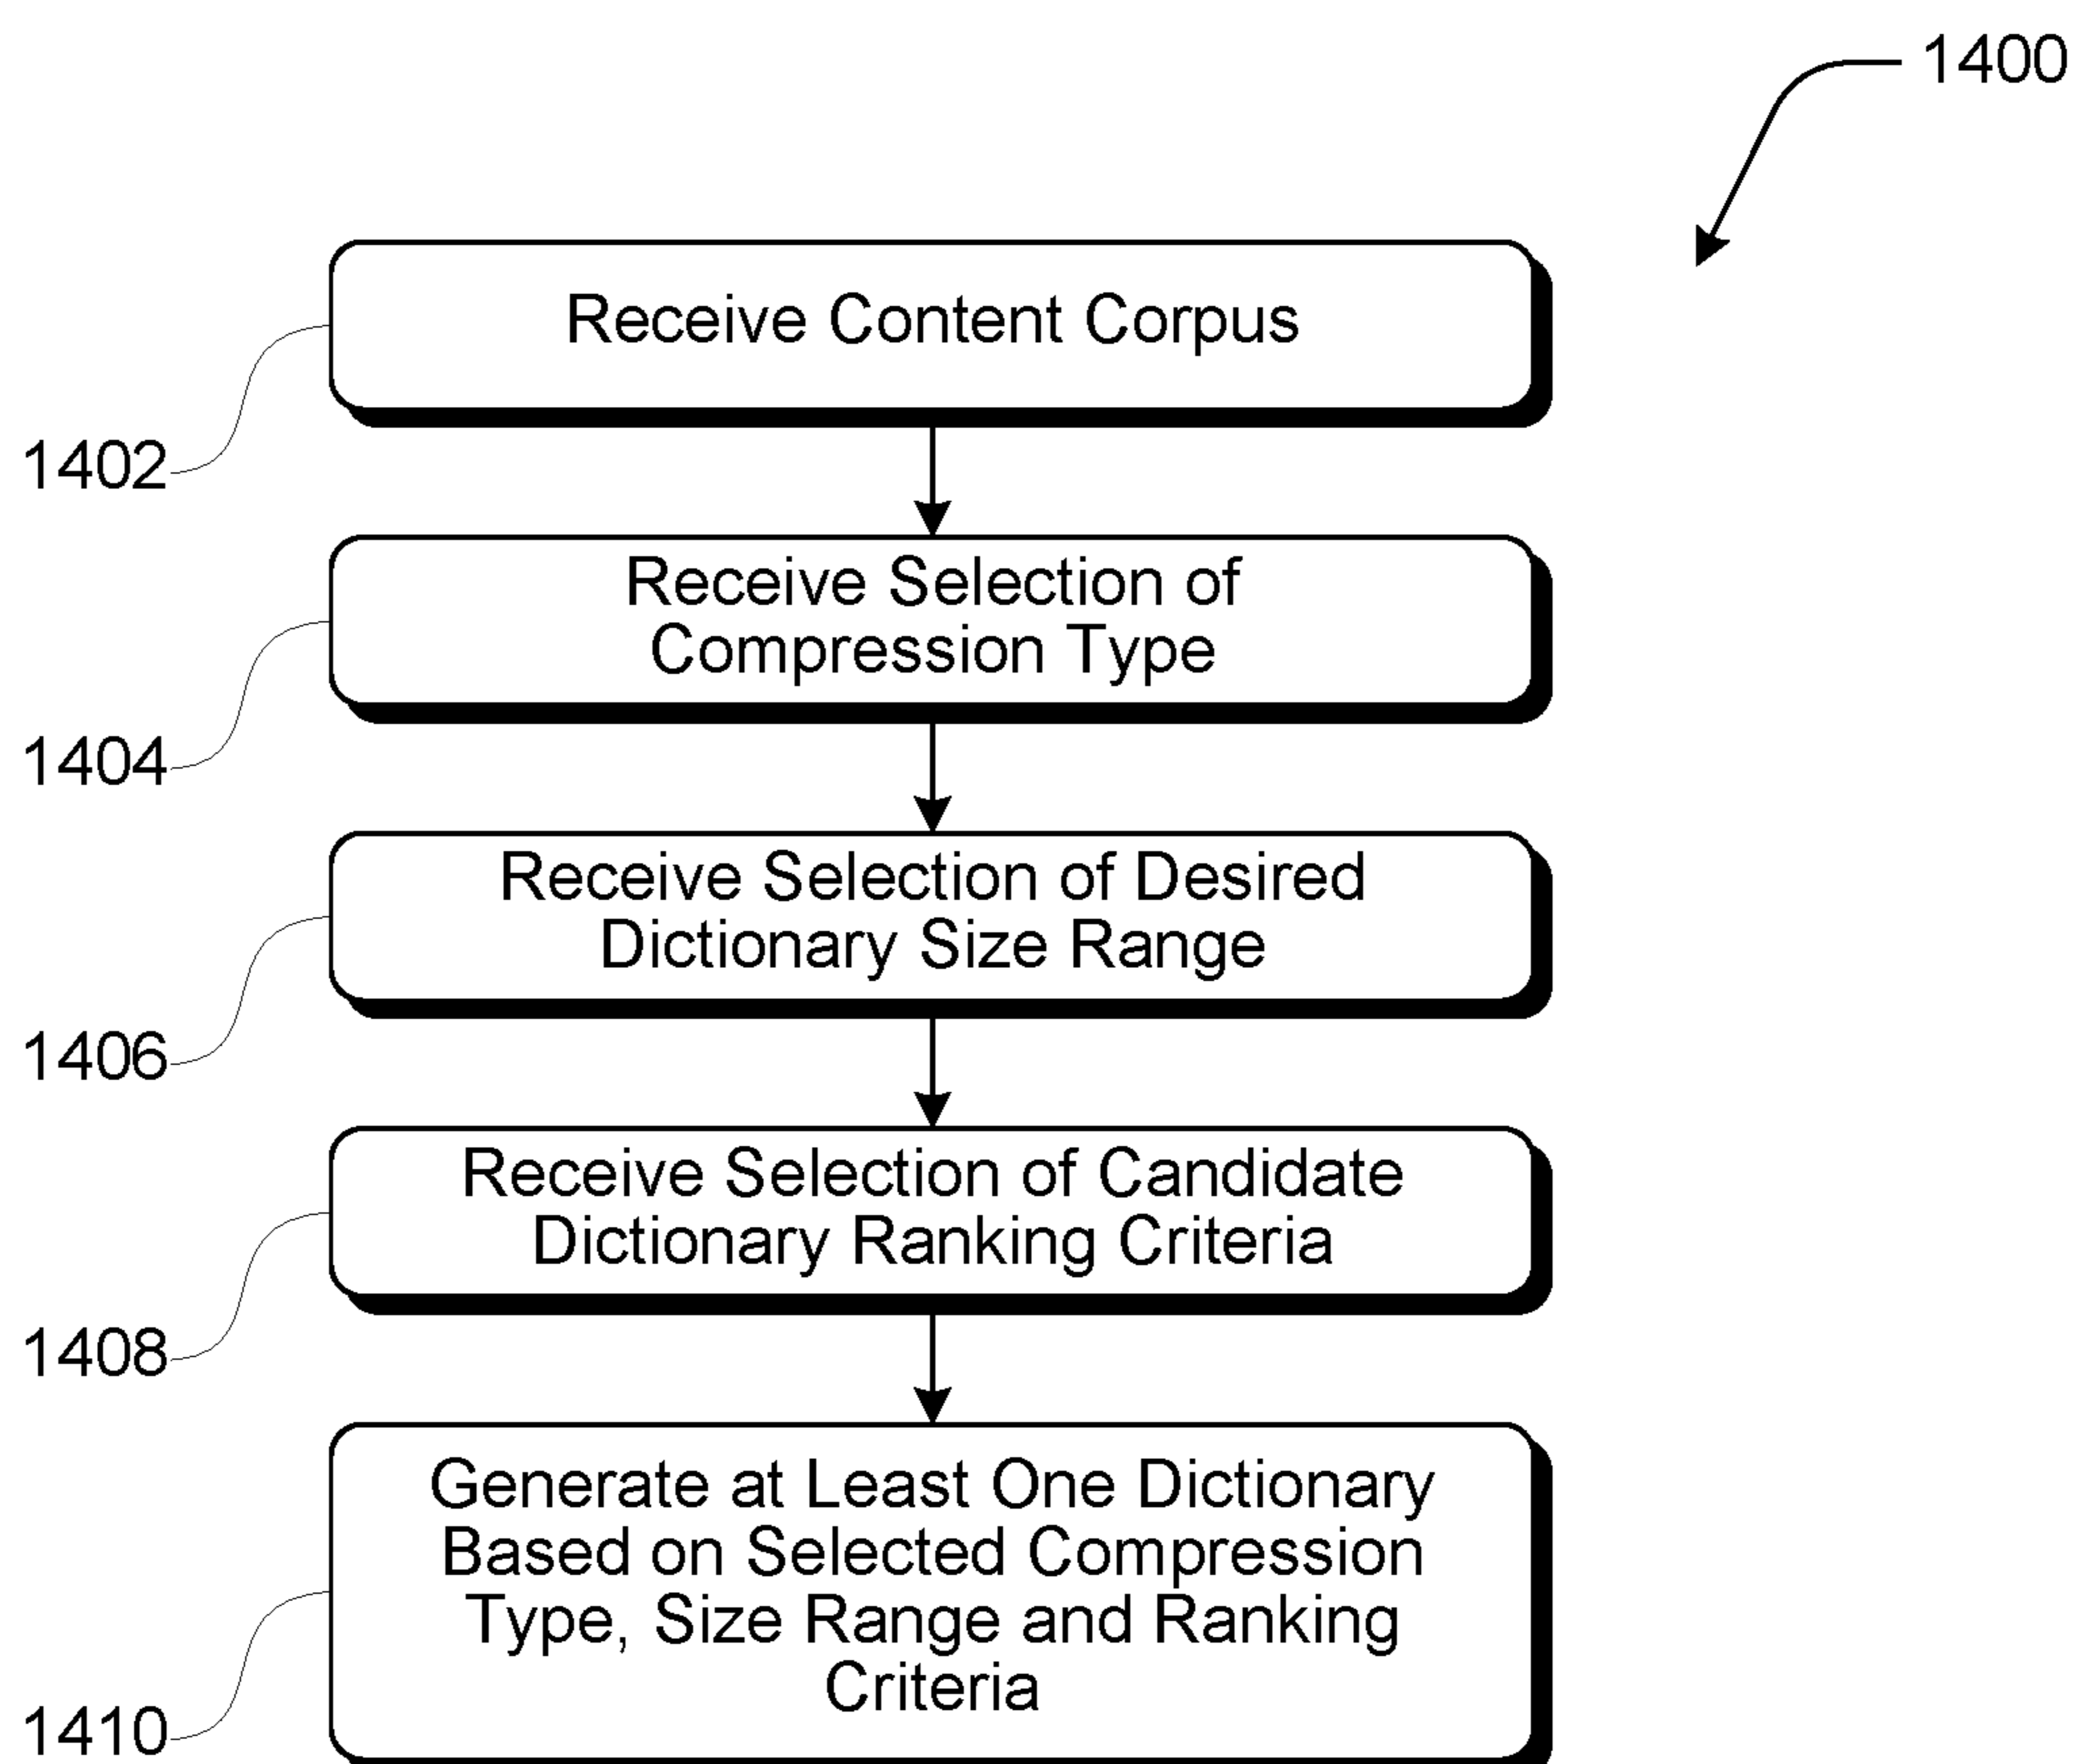 1400
Receive Content Corpus
1402
Receive Selection of
Compression Type
1404
Receive Selection of Desired
Dictionary Size Range
1406
Receive Selection of Candidate
Dictionary Ranking Criteria
1408
Generate at Least One Dictionary
Based on Selected Compression
Type, Size Range and Ranking
Criteria
1410